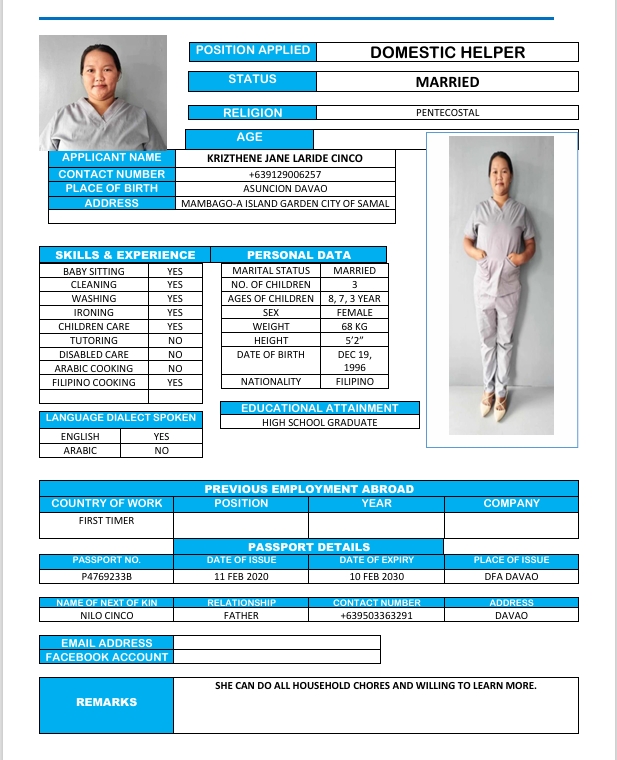 POSITION APPLIED DOMESTIC HELPER
STATUS MARRIED
RELIGION PENTECOSTAL
AGE
APPLICANT NAME KRIZTHENE JANE LARIDE CINCO
CONTACT NUMBER +639129006257
PLACE OF BIRTH ASUNCION DAVAO
ADDRESS MAMBAGO-A ISLAND GARDEN CITY OF SAMAL
SKILLS & EXPERIENCE
BABY SITTING YES
CLEANING YES
WASHING YES
IRONING YES
CHILDREN CARE YES
TUTORING NO
DISABLED CARE NO
ARABIC COOKING NO
FILIPINO COOKING YES
LANGUAGE DIALECT SPOKEN
ENGLISH YES
ARABIC NO
PERSONAL DATA
MARITAL STATUS MARRIED
NO. OF CHILDREN 3
AGES OF CHILDREN 8, 7, 3 YEAR
SEX FEMALE
WEIGHT 68 KG
HEIGHT 5’2”
DATE OF BIRTH DEC 19,
1996
NATIONALITY FILIPINO
EDUCATIONAL ATTAINMENT
HIGH SCHOOL GRADUATE
PREVIOUS EMPLOYMENT ABROAD
COUNTRY OF WORK POSITION YEAR COMPANY
FIRST TIMER
PASSPORT DETAILS
PASSPORT NO. DATE OF ISSUE DATE OF EXPIRY PLACE OF ISSUE
P4769233B 11 FEB 2020 10 FEB 2030 DFA DAVAO
NAME OF NEXT OF KIN RELATIONSHIP CONTACT NUMBER ADDRESS
NILO CINCO FATHER +639503363291 DAVAO
EMAIL ADDRESS
FACEBOOK ACCOUNT
REMARKS SHE CAN DO ALL HOUSEHOLD CHORES AND WILLING TO LEARN MORE.